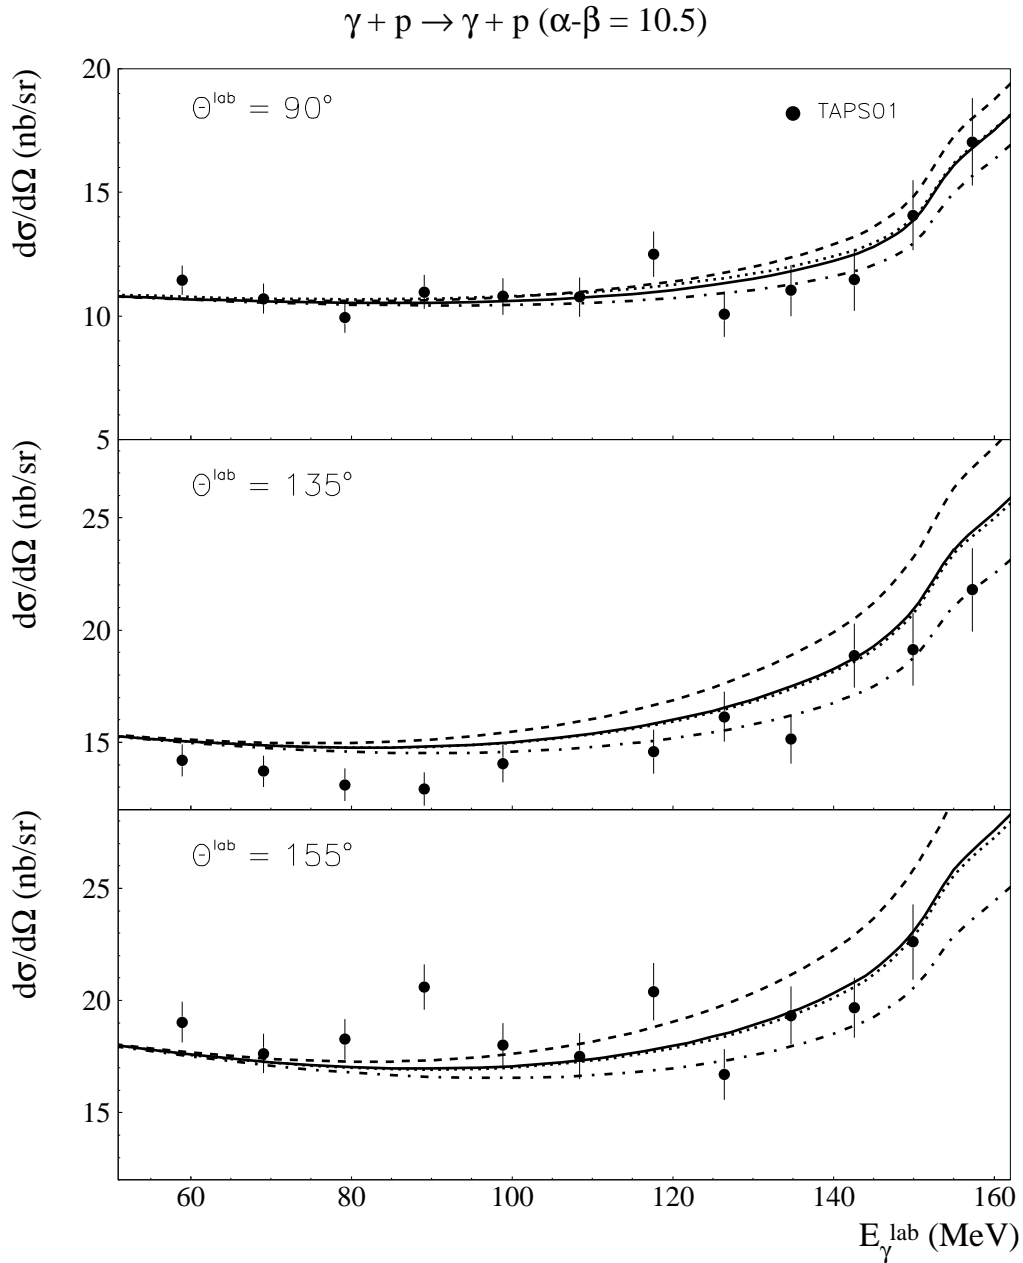 γ + p → γ + p (α-β = 10.5)
dσ/dΩ (nb/sr)
20
15
10
5
Θ^lab = 90°
TAPS01
dσ/dΩ (nb/sr)
25
20
15
Θ^lab = 135°
dσ/dΩ (nb/sr)
25
20
15
Θ^lab = 155°
60 80 100 120 140 160
E_γ^lab (MeV)